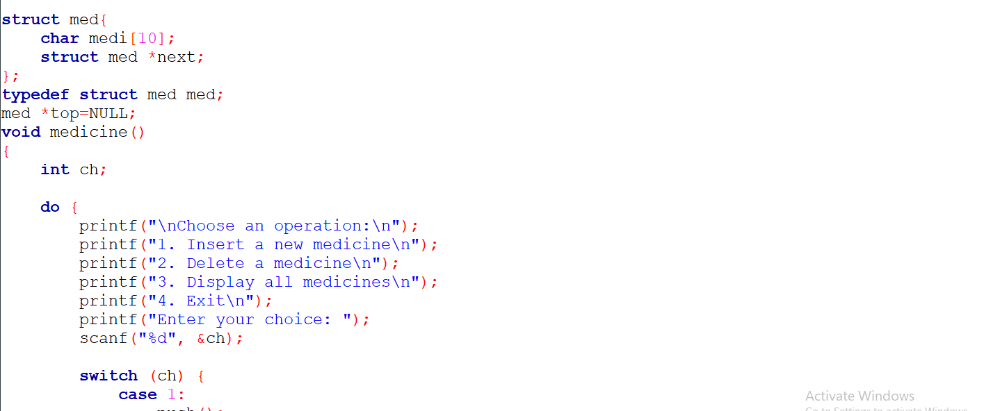 struct med{
    char medi[10];
    struct med *next;
};
typedef struct med med;
med *top=NULL;
void medicine()
{
    int ch;
    do {
        printf("\nChoose an operation:\n");
        printf("1. Insert a new medicine\n");
        printf("2. Delete a medicine\n");
        printf("3. Display all medicines\n");
        printf("4. Exit\n");
        printf("Enter your choice: ");
        scanf("%d", &ch);
        switch (ch) {
            case 1:
Activate Windows